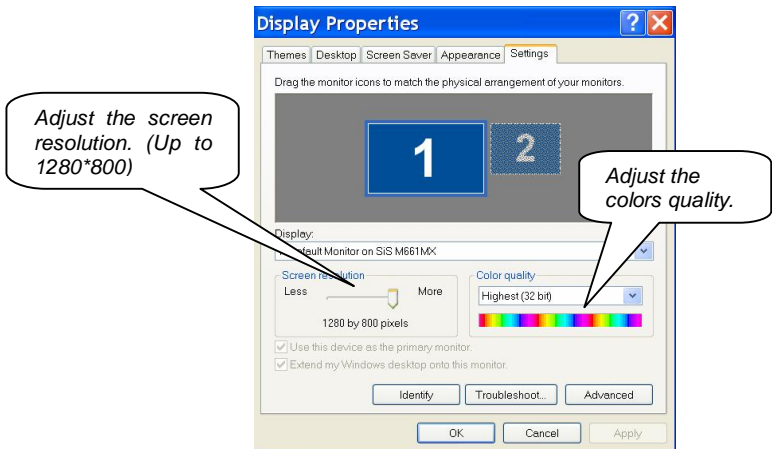 Display Properties
Themes Desktop Screen Saver Appearance Settings
Drag the monitor icons to match the physical arrangement of your monitors.
Adjust the screen
resolution. (Up to
1280*800)
1
2
Adjust the
colors quality.
Display:
Default Monitor on SiS M661MX
Screen resolution
Less More
1280 by 800 pixels
Color quality
Highest (32 bit)
Use this device as the primary monitor.
Extend my Windows desktop onto this monitor.
Identify Troubleshoot... Advanced
OK Cancel Apply